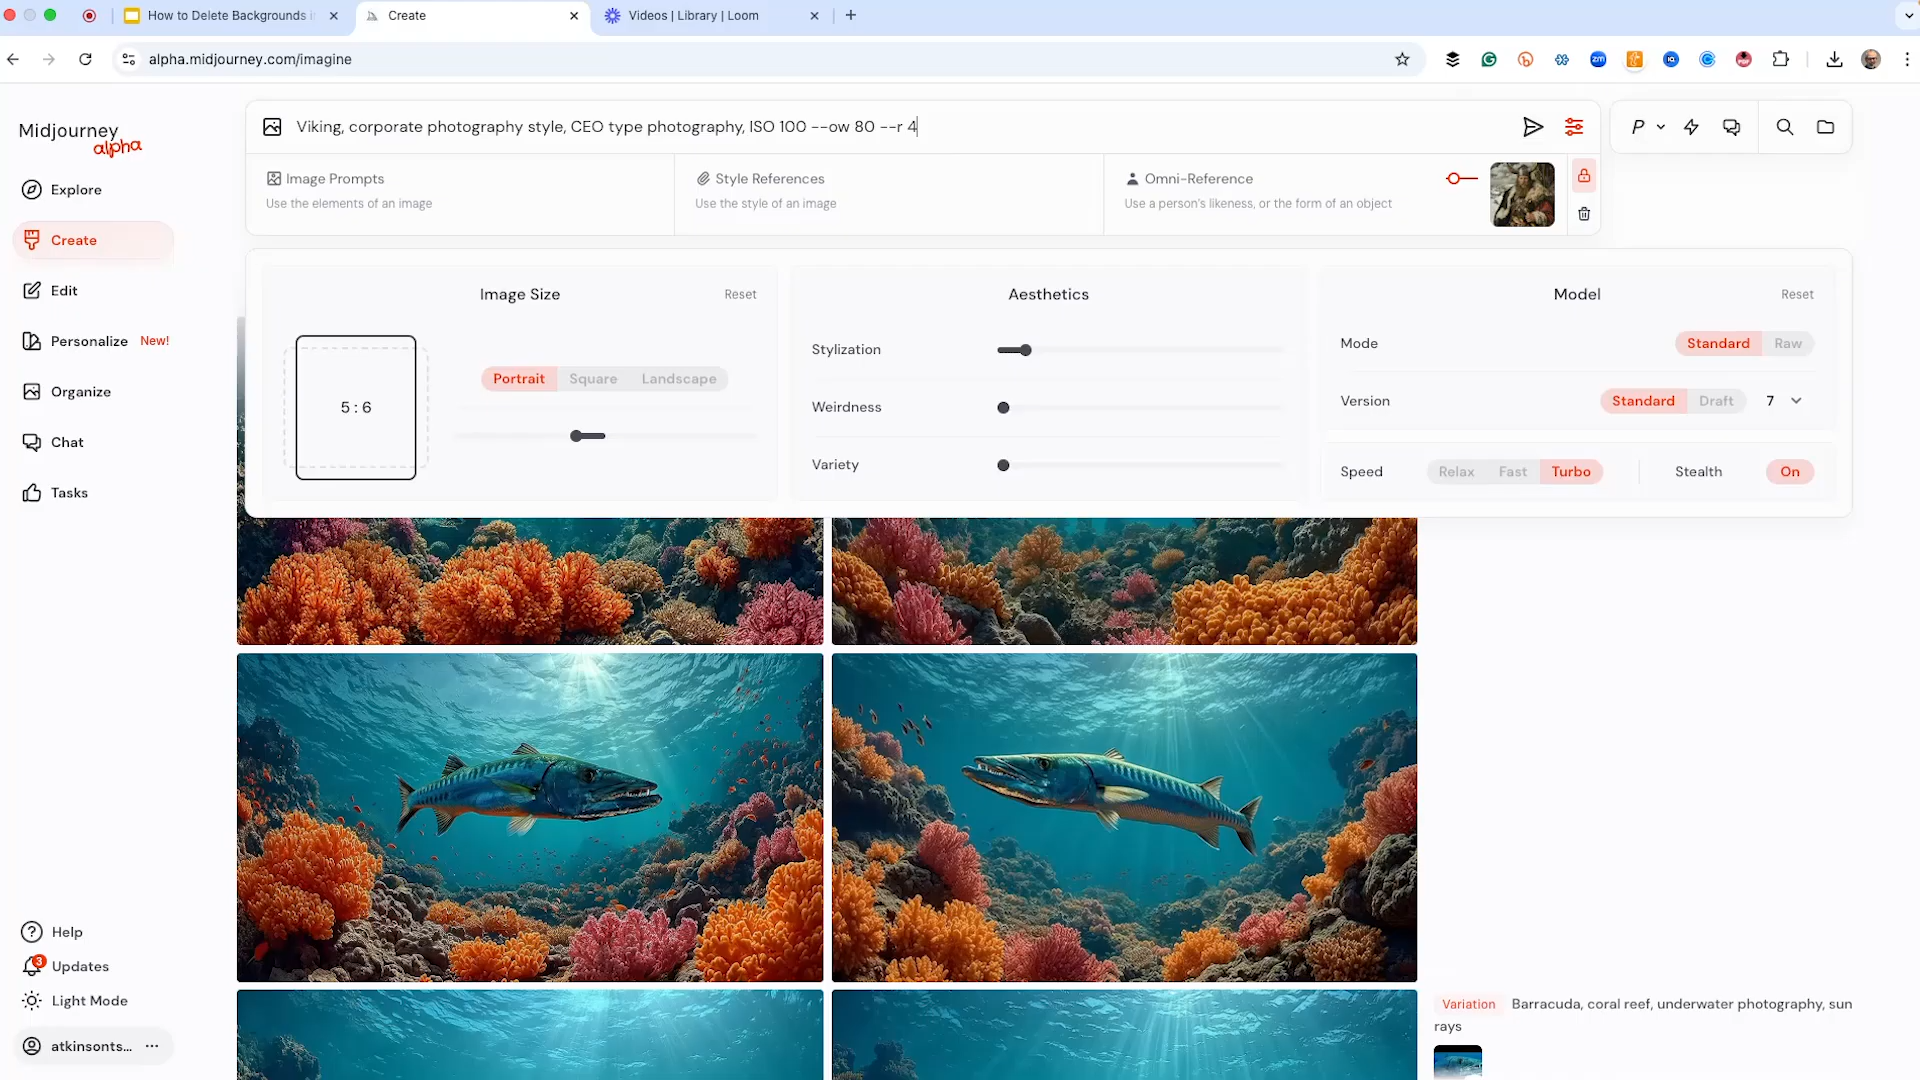 How to Delete Backgrounds i
Create
Videos | Library | Loom
alpha.midjourney.com/imagine
Midjourney
alpha
Viking, corporate photography style, CEO type photography, ISO 100 --ow 80 --r 4
P
Image Prompts
Use the elements of an image
Style References
Use the style of an image
Omni-Reference
Use a person's likeness, or the form of an object
Explore
Create
Edit
Personalize New!
Organize
Chat
Tasks
Image Size
Reset
5 : 6
Portrait Square Landscape
Aesthetics
Stylization
Weirdness
Variety
Model
Reset
Mode
Standard Raw
Version
Standard Draft 7
Speed
Relax Fast Turbo
Stealth
On
Help
3
Updates
Light Mode
atkinsonts... ···
Variation Barracuda, coral reef, underwater photography, sun
rays